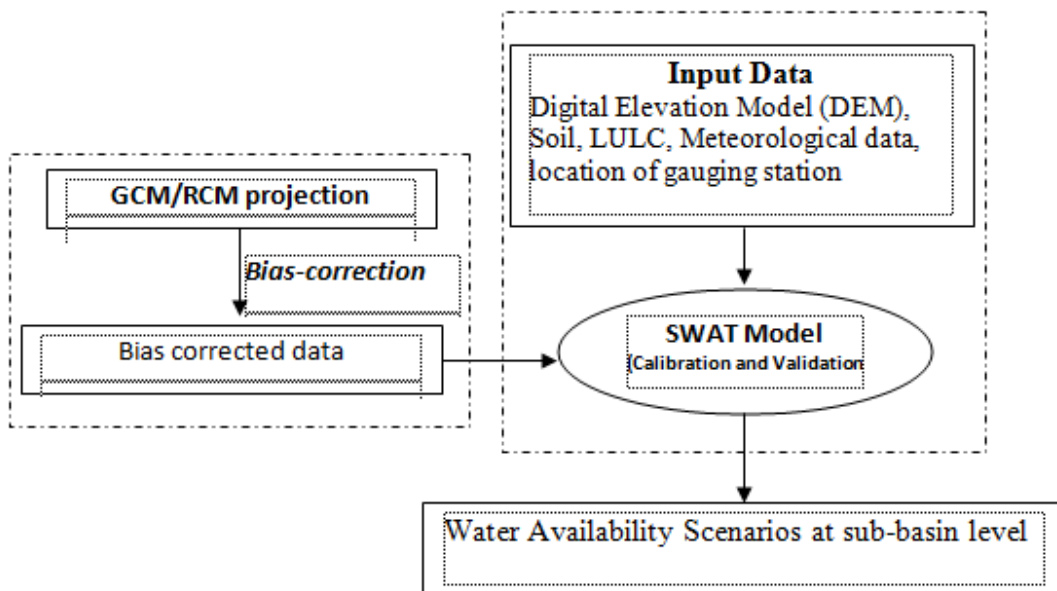 Input Data
Digital Elevation Model (DEM),
Soil, LULC, Meteorological data,
location of gauging station
GCM/RCM projection
Bias-correction
Bias corrected data
SWAT Model
(Calibration and Validation
Water Availability Scenarios at sub-basin level